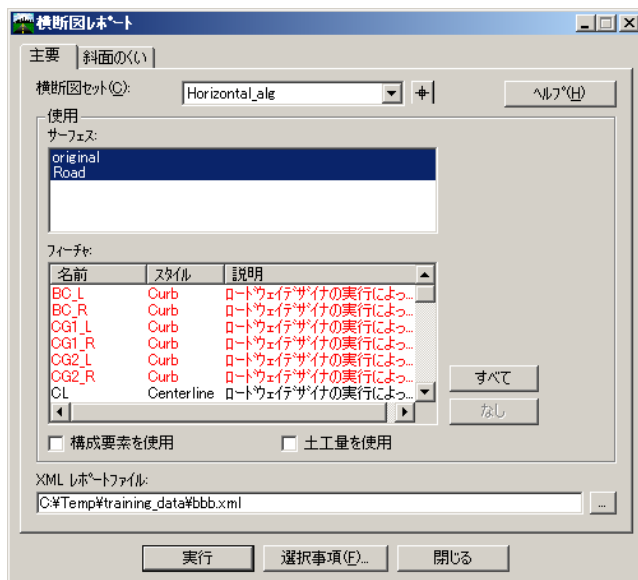 横断図レポート
主要
斜面のくい
横断図セット(C):
Horizontal_alg
ヘルプ(H)
使用
サーフェス:
original
Road
フィーチャ:
名前 スタイル 説明
BC_L Curb ロードウェイデザイナの実行によっ...
BC_R Curb ロードウェイデザイナの実行によっ...
CG1_L Curb ロードウェイデザイナの実行によっ...
CG1_R Curb ロードウェイデザイナの実行によっ...
CG2_L Curb ロードウェイデザイナの実行によっ...
CG2_R Curb ロードウェイデザイナの実行によっ...
CL Centerline ロードウェイデザイナの実行によっ...
すべて
なし
構成要素を使用
土工量を使用
XML レポートファイル:
C:¥Temp¥training_data¥bbb.xml
...
実行
選択事項(F)...
閉じる